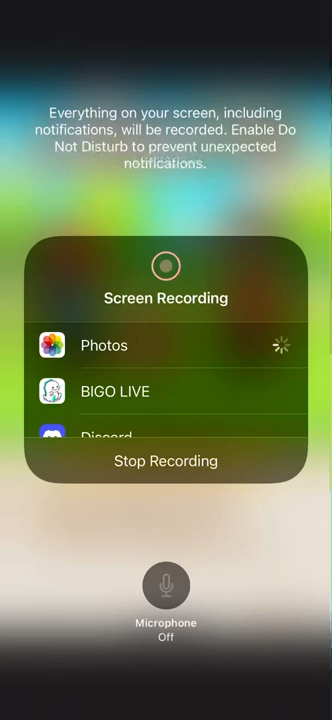 Everything on your screen, including
notifications, will be recorded. Enable Do
Not Disturb to prevent unexpected
notifications.
Screen Recording
Photos
BIGO LIVE
Discord
Stop Recording
Microphone
Off